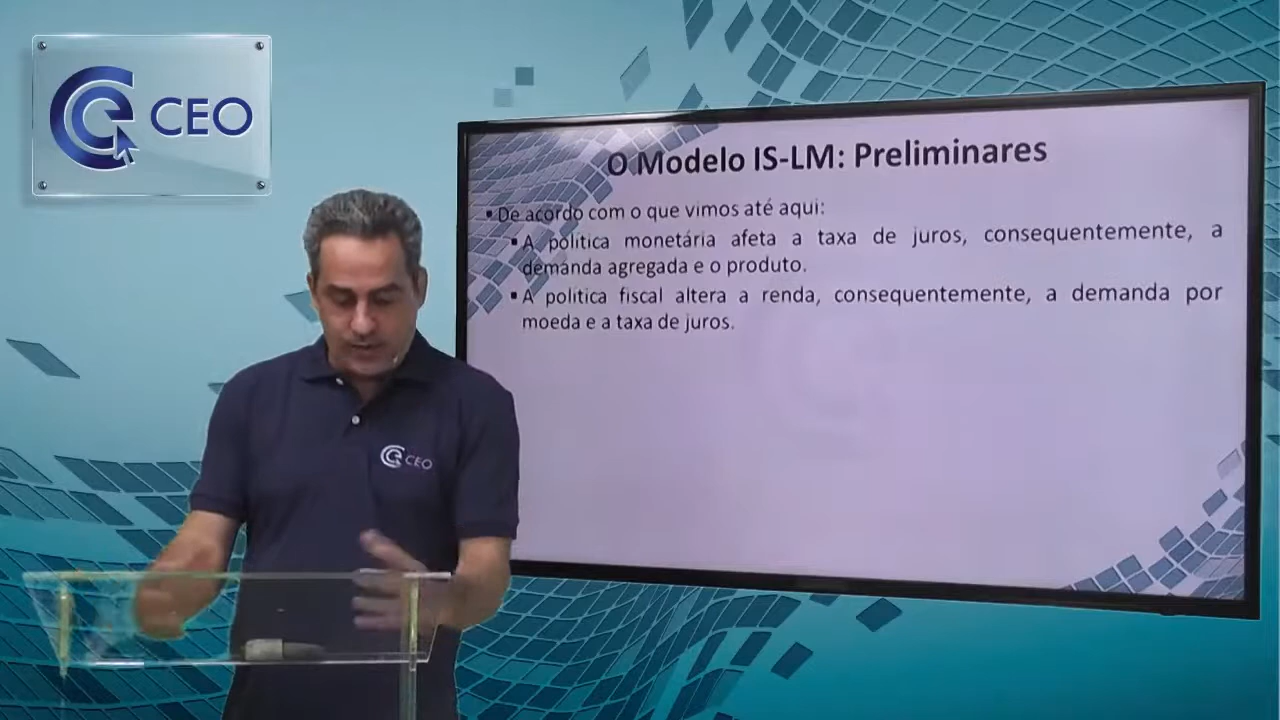 CEO
O Modelo IS-LM: Preliminares
▪ De acordo com o que vimos até aqui:
▪ A política monetária afeta a taxa de juros, consequentemente, a
demanda agregada e o produto.
▪ A política fiscal altera a renda, consequentemente, a demanda por
moeda e a taxa de juros.
CEO